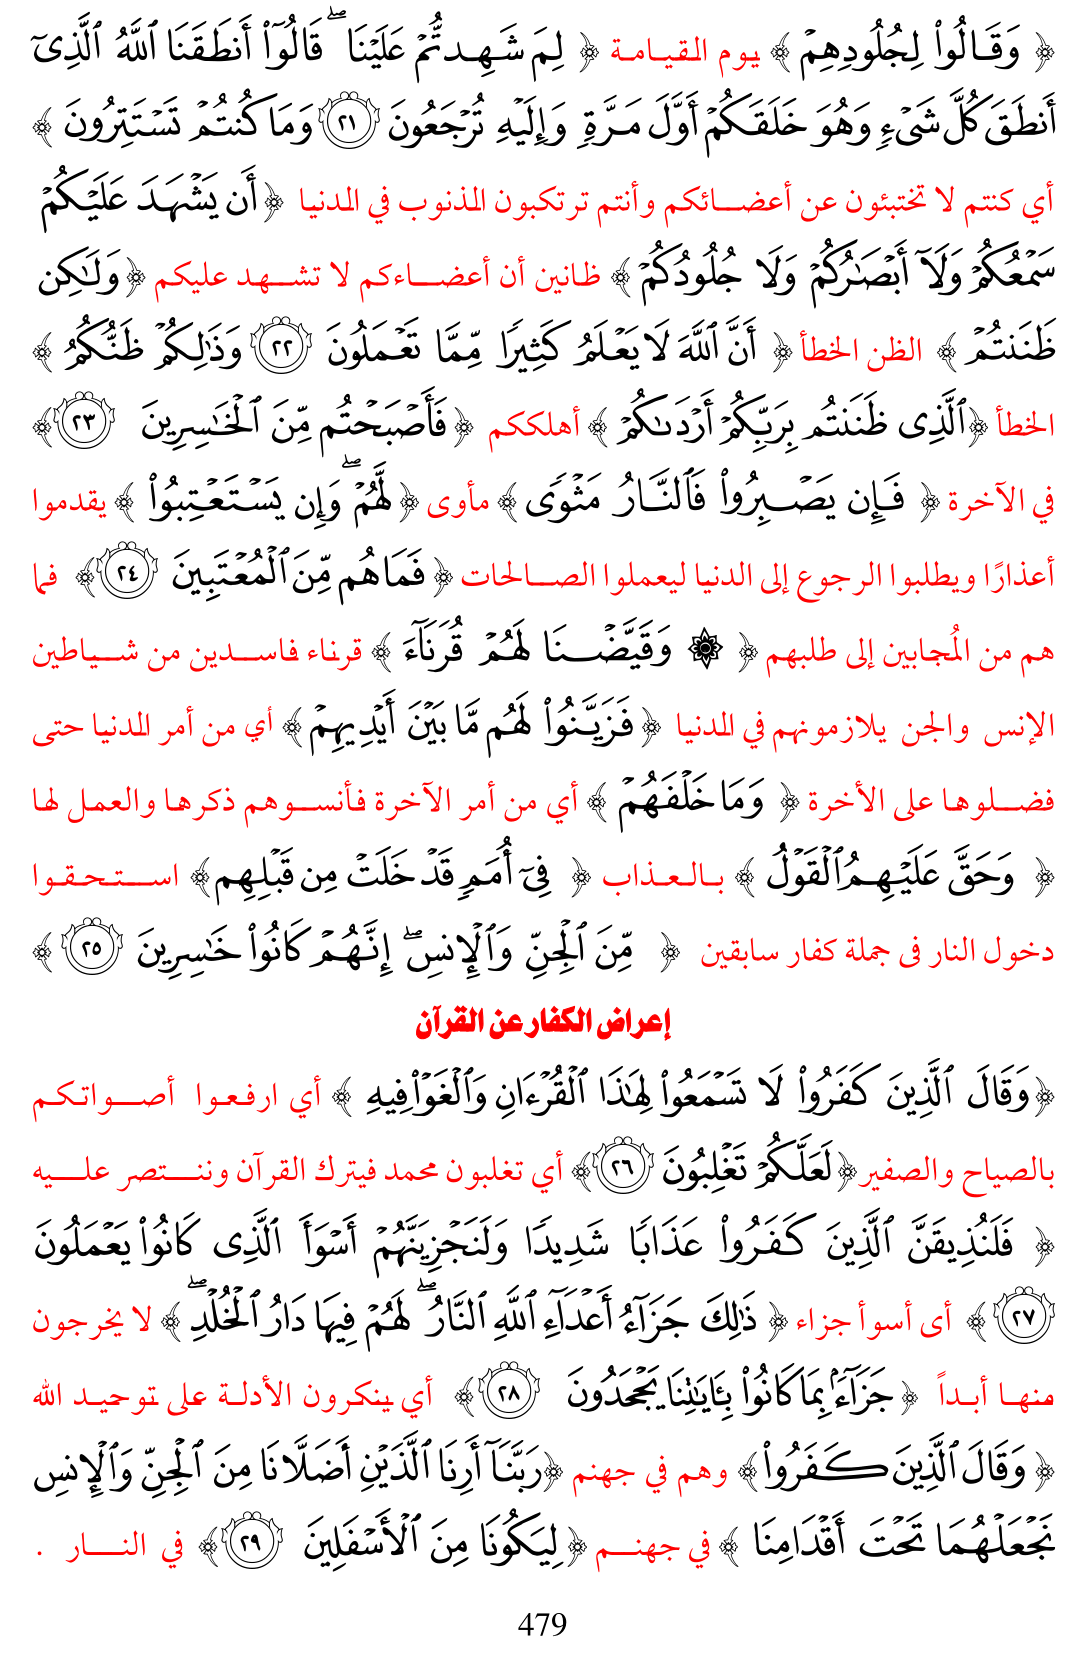 ﴿ وَقَالُوا۟ لِجُلُودِهِمْ ﴾ يوم القيامة ﴿ لِمَ شَهِدتُّمْ عَلَيْنَا ۖ قَالُوٓا۟ أَنطَقَنَا ٱللَّهُ ٱلَّذِىٓ
أَنطَقَ كُلَّ شَىْءٍ وَهُوَ خَلَقَكُمْ أَوَّلَ مَرَّةٍ وَإِلَيْهِ تُرْجَعُونَ ٢١ وَمَا كُنتُمْ تَسْتَتِرُونَ ﴾
أي كنتم لا تختبئون عن أعضائكم وأنتم ترتكبون الذنوب في الدنيا ﴿ أَن يَشْهَدَ عَلَيْكُمْ
سَمْعُكُمْ وَلَآ أَبْصَٰرُكُمْ وَلَا جُلُودُكُمْ ﴾ ظانين أن أعضاءكم لا تشهد عليكم ﴿ وَلَٰكِن
ظَنَنتُمْ ﴾ الظن الخطأ ﴿ أَنَّ ٱللَّهَ لَا يَعْلَمُ كَثِيرًا مِّمَّا تَعْمَلُونَ ٢٢ وَذَٰلِكُمْ ظَنُّكُمُ ﴾
الخطأ ﴿ ٱلَّذِى ظَنَنتُم بِرَبِّكُمْ أَرْدَىٰكُمْ ﴾ أهلككم ﴿ فَأَصْبَحْتُم مِّنَ ٱلْخَٰسِرِينَ ٢٣ ﴾
في الآخرة ﴿ فَإِن يَصْبِرُوا۟ فَٱلنَّارُ مَثْوًى ﴾ مأوى ﴿ لَّهُمْ ۖ وَإِن يَسْتَعْتِبُوا۟ ﴾ يقدموا
أعذارًا ويطلبوا الرجوع إلى الدنيا ليعملوا الصالحات ﴿ فَمَا هُم مِّنَ ٱلْمُعْتَبِينَ ٢٤ ﴾ فما
هم من المُجابين إلى طلبهم ﴿ ۞ وَقَيَّضْنَا لَهُمْ قُرَنَآءَ ﴾ قرناء فاسدين من شياطين
الإنس والجن يلازمونهم في الدنيا ﴿ فَزَيَّنُوا۟ لَهُم مَّا بَيْنَ أَيْدِيهِمْ ﴾ أي من أمر الدنيا حتى
فضلوها على الأخرة ﴿ وَمَا خَلْفَهُمْ ﴾ أي من أمر الآخرة فأنسوهم ذكرها والعمل لها
﴿ وَحَقَّ عَلَيْهِمُ ٱلْقَوْلُ ﴾ بالعذاب ﴿ فِىٓ أُمَمٍ قَدْ خَلَتْ مِن قَبْلِهِم ﴾ استحقوا
دخول النار فى جملة كفار سابقين ﴿ مِّنَ ٱلْجِنِّ وَٱلْإِنسِ ۖ إِنَّهُمْ كَانُوا۟ خَٰسِرِينَ ٢٥ ﴾
إعراض الكفار عن القرآن
﴿ وَقَالَ ٱلَّذِينَ كَفَرُوا۟ لَا تَسْمَعُوا۟ لِهَٰذَا ٱلْقُرْءَانِ وَٱلْغَوْا۟ فِيهِ ﴾ أي ارفعوا أصواتكم
بالصياح والصفير ﴿ لَعَلَّكُمْ تَغْلِبُونَ ٢٦ ﴾ أي تغلبون محمد فيترك القرآن وننتصر عليه
﴿ فَلَنُذِيقَنَّ ٱلَّذِينَ كَفَرُوا۟ عَذَابًا شَدِيدًا وَلَنَجْزِيَنَّهُمْ أَسْوَأَ ٱلَّذِى كَانُوا۟ يَعْمَلُونَ
٢٧ ﴾ أى أسوأ جزاء ﴿ ذَٰلِكَ جَزَآءُ أَعْدَآءِ ٱللَّهِ ٱلنَّارُ ۖ لَهُمْ فِيهَا دَارُ ٱلْخُلْدِ ۖ ﴾ لا يخرجون
منها أبداً ﴿ جَزَآءًۢ بِمَا كَانُوا۟ بِـَٔايَٰتِنَا يَجْحَدُونَ ٢٨ ﴾ أي ينكرون الأدلة على توحيد الله
﴿ وَقَالَ ٱلَّذِينَ كَفَرُوا۟ ﴾ وهم في جهنم ﴿ رَبَّنَآ أَرِنَا ٱلَّذَيْنِ أَضَلَّانَا مِنَ ٱلْجِنِّ وَٱلْإِنسِ
نَجْعَلْهُمَا تَحْتَ أَقْدَامِنَا ﴾ في جهنم ﴿ لِيَكُونَا مِنَ ٱلْأَسْفَلِينَ ٢٩ ﴾ في النار .
479